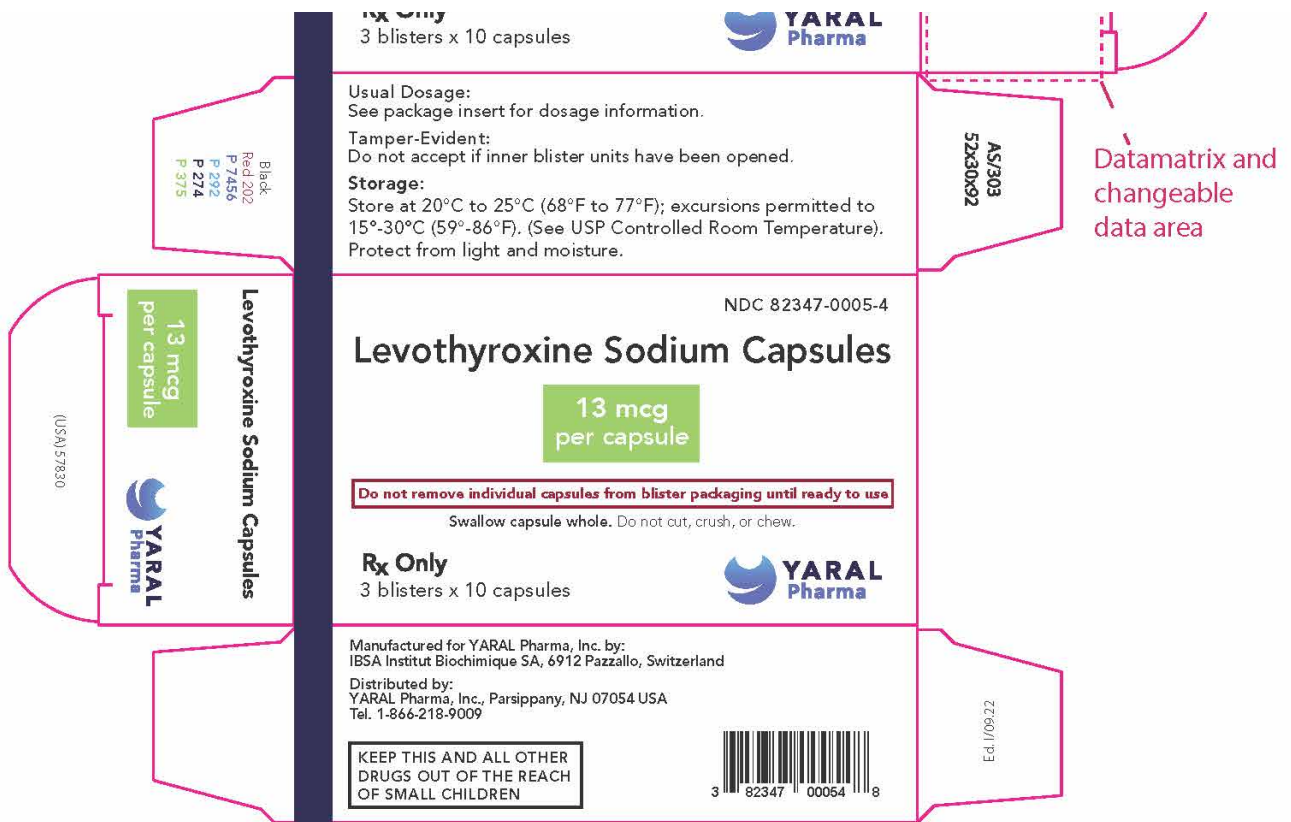 Rx Only
3 blisters x 10 capsules
YARAL
Pharma
Usual Dosage:
See package insert for dosage information.
Tamper-Evident:
Do not accept if inner blister units have been opened.
Storage:
Store at 20°C to 25°C (68°F to 77°F); excursions permitted to
15°-30°C (59°-86°F). (See USP Controlled Room Temperature).
Protect from light and moisture.
Black
Red 202
P 7456
P 292
P 274
P 375
AS/303
52x30x92
Datamatrix and
changeable
data area
Levothyroxine Sodium Capsules
13 mcg
per capsule
YARAL
Pharma
(USA) 57830
NDC 82347-0005-4
Levothyroxine Sodium Capsules
13 mcg
per capsule
Do not remove individual capsules from blister packaging until ready to use
Swallow capsule whole. Do not cut, crush, or chew.
Rx Only
3 blisters x 10 capsules
YARAL
Pharma
Manufactured for YARAL Pharma, Inc. by:
IBSA Institut Biochimique SA, 6912 Pazzallo, Switzerland
Distributed by:
YARAL Pharma, Inc., Parsippany, NJ 07054 USA
Tel. 1-866-218-9009
KEEP THIS AND ALL OTHER
DRUGS OUT OF THE REACH
OF SMALL CHILDREN
3 82347 00054 8
Ed. I/09.22